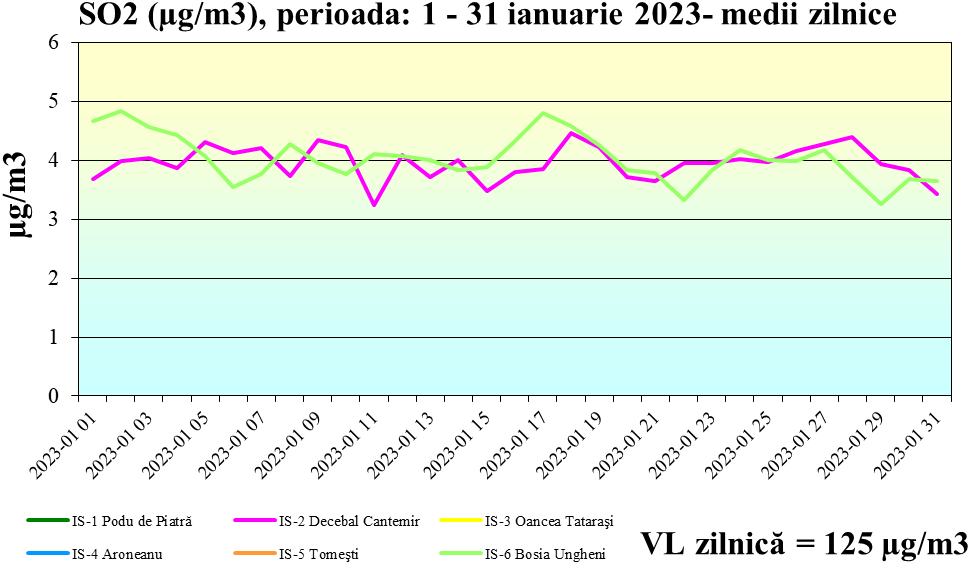 SO2 (µg/m3), perioada: 1 - 31 ianuarie 2023- medii zilnice
µg/m3
6
5
4
3
2
1
0
2023-01 01
2023-01 03
2023-01 05
2023-01 07
2023-01 09
2023-01 11
2023-01 13
2023-01 15
2023-01 17
2023-01 19
2023-01 21
2023-01 23
2023-01 25
2023-01 27
2023-01 29
2023-01 31
IS-1 Podu de Piatră
IS-2 Decebal Cantemir
IS-3 Oancea Tatarași
IS-4 Aroneanu
IS-5 Tomești
IS-6 Bosia Ungheni
VL zilnică = 125 µg/m3